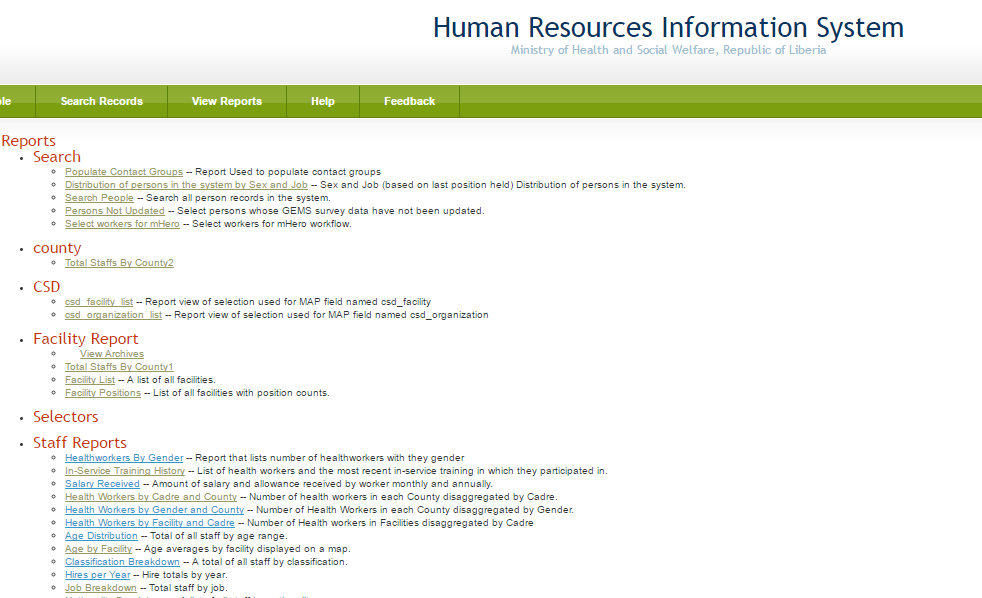 Human Resources Information System
Ministry of Health and Social Welfare, Republic of Liberia
Search Records View Reports Help Feedback
Reports
Search
Populate Contact Groups -- Report Used to populate contact groups
Distribution of persons in the system by Sex and Job -- Sex and Job (based on last position held) Distribution of persons in the system.
Search People -- Search all person records in the system.
Persons Not Updated -- Select persons whose GEMS survey data have not been updated.
Select workers for mHero -- Select workers for mHero workflow.
county
Total Staffs By County2
CSD
csd_facility_list -- Report view of selection used for MAP field named csd_facility
csd_organization_list -- Report view of selection used for MAP field named csd_organization
Facility Report
View Archives
Total Staffs By County1
Facility List -- A list of all facilities.
Facility Positions -- List of all facilities with position counts.
Selectors
Staff Reports
Healthworkers By Gender -- Report that lists number of healthworkers with they gender
In-Service Training History -- List of health workers and the most recent in-service training in which they participated in.
Salary Received -- Amount of salary and allowance received by worker monthly and annually.
Health Workers by Cadre and County -- Number of health workers in each County disaggregated by Cadre.
Health Workers by Gender and County -- Number of Health Workers in each County disaggregated by Gender.
Health Workers by Facility and Cadre -- Number of Health workers in Facilities disaggregated by Cadre
Age Distribution -- Total of all staff by age range.
Age by Facility -- Age averages by facility displayed on a map.
Classification Breakdown -- A total of all staff by classification.
Hires per Year -- Hire totals by year.
Job Breakdown -- Total staff by job.